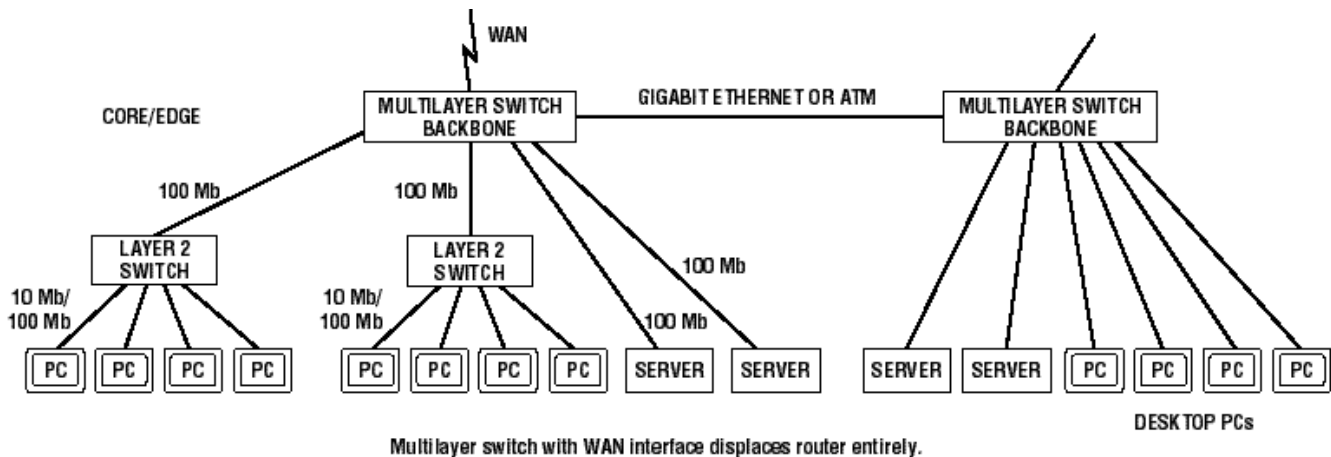 WAN
CORE/EDGE
MULTILAYER SWITCH
BACKBONE
GIGABIT ETHERNET OR ATM
MULTILAYER SWITCH
BACKBONE
100 Mb
100 Mb
LAYER 2
SWITCH
LAYER 2
SWITCH
100 Mb
10 Mb/
100 Mb
10 Mb/
100 Mb
100 Mb
PC
PC
PC
PC
PC
PC
PC
PC
SERVER
SERVER
SERVER
SERVER
PC
PC
PC
PC
DESKTOP PCs
Multilayer switch with WAN interface displaces router entirely.